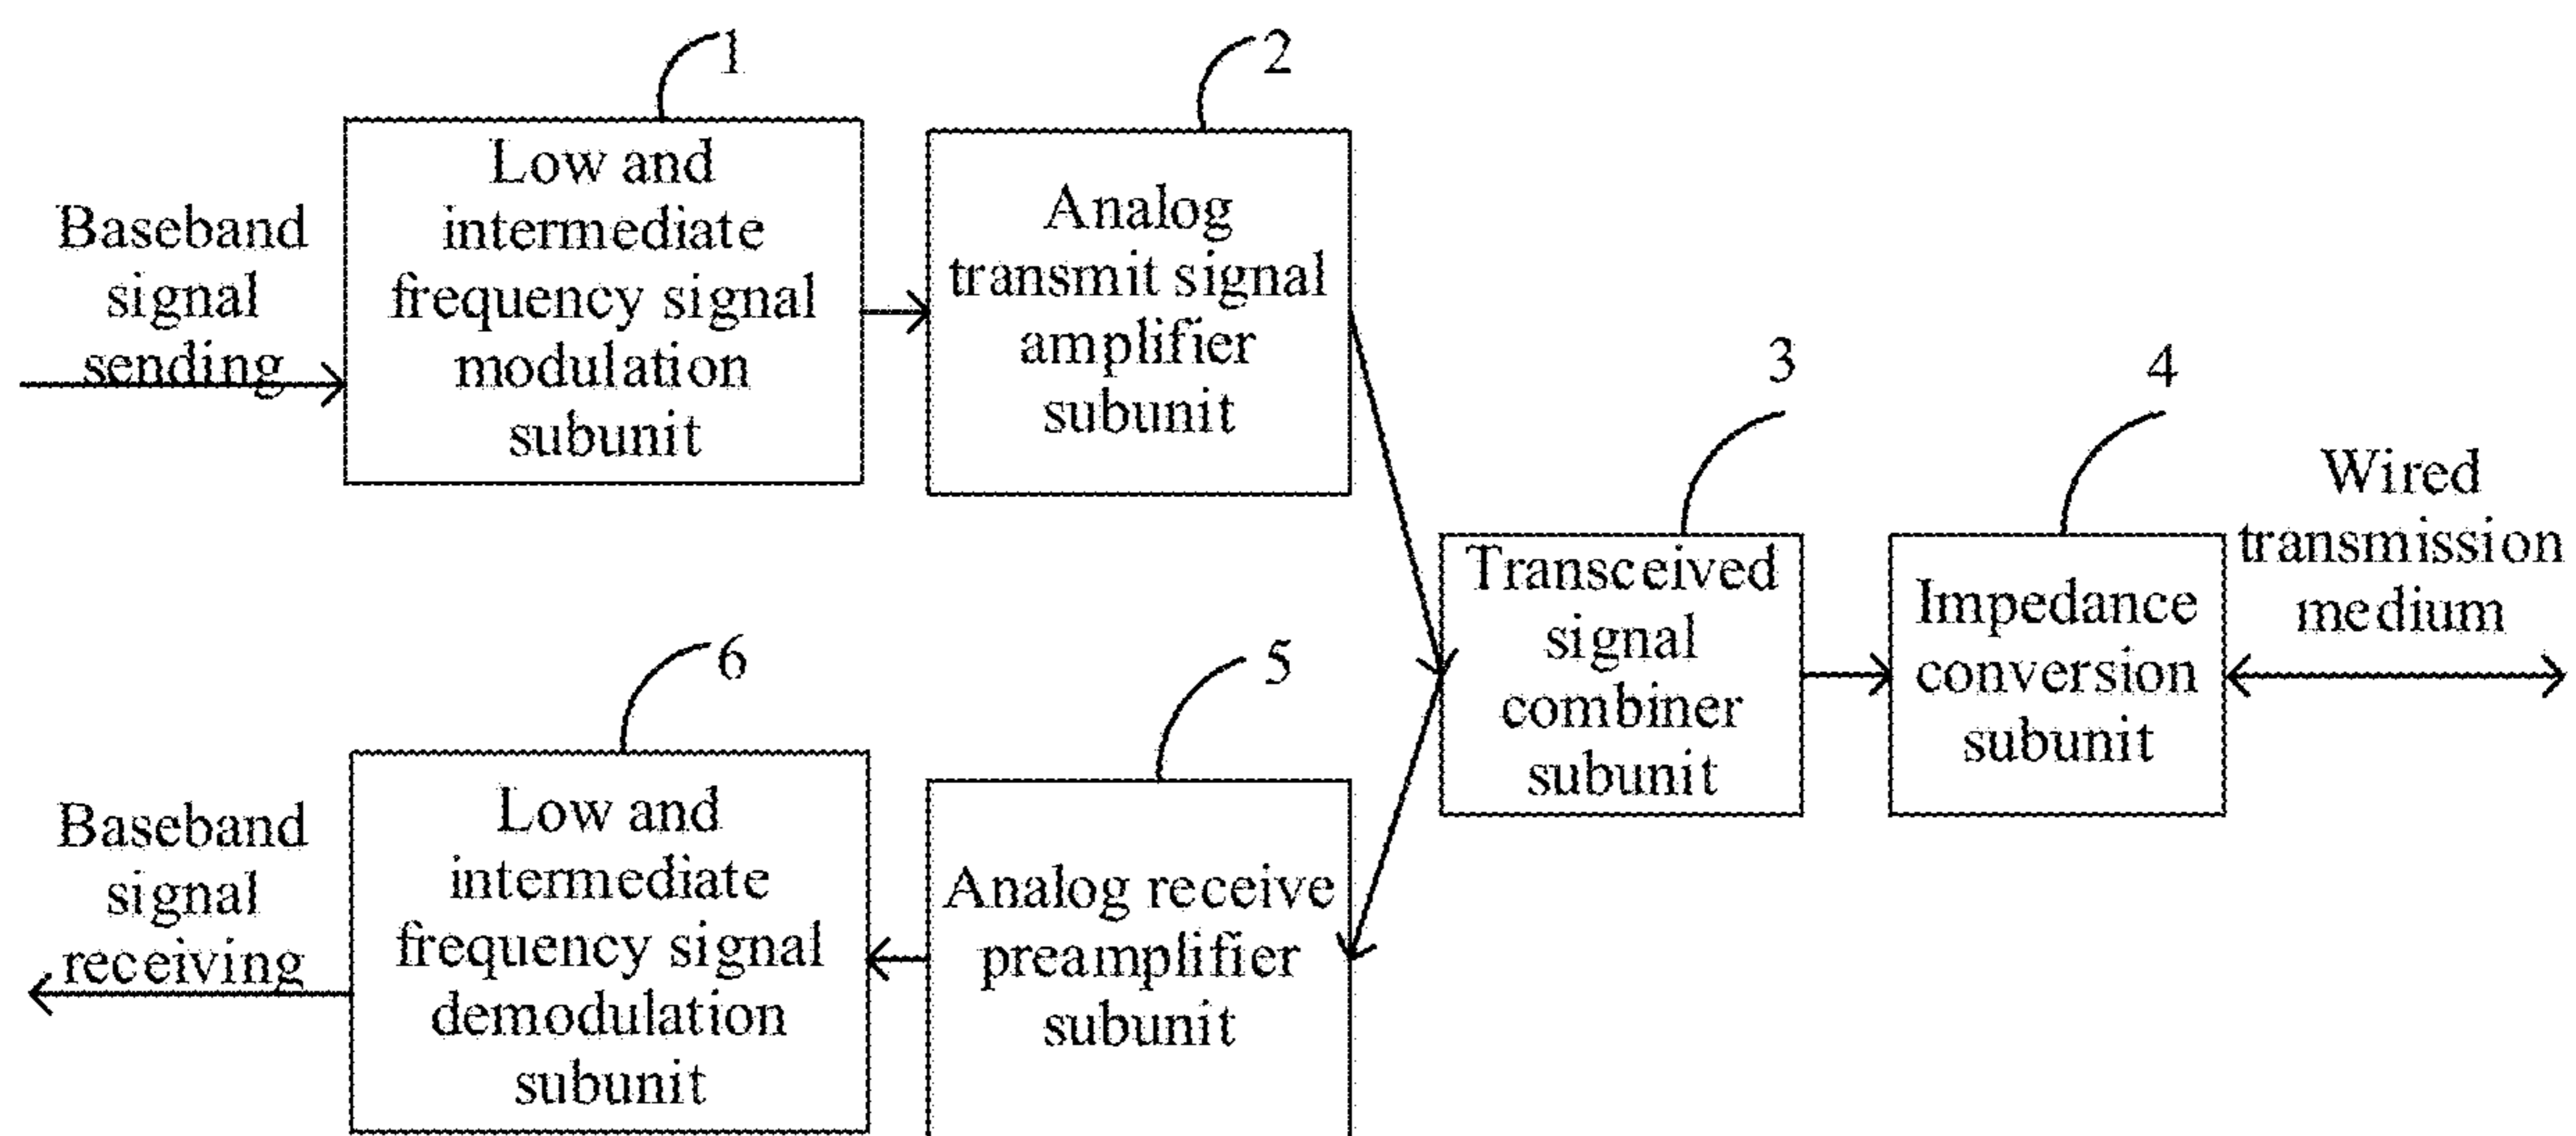 1
2
Baseband
signal
sending
Low and
intermediate
frequency signal
modulation
subunit
Analog
transmit signal
amplifier
subunit
3
4
Transceived
signal
combiner
subunit
Impedance
conversion
subunit
Wired
transmission
medium
6
5
Baseband
signal
receiving
Low and
intermediate
frequency signal
demodulation
subunit
Analog receive
preamplifier
subunit